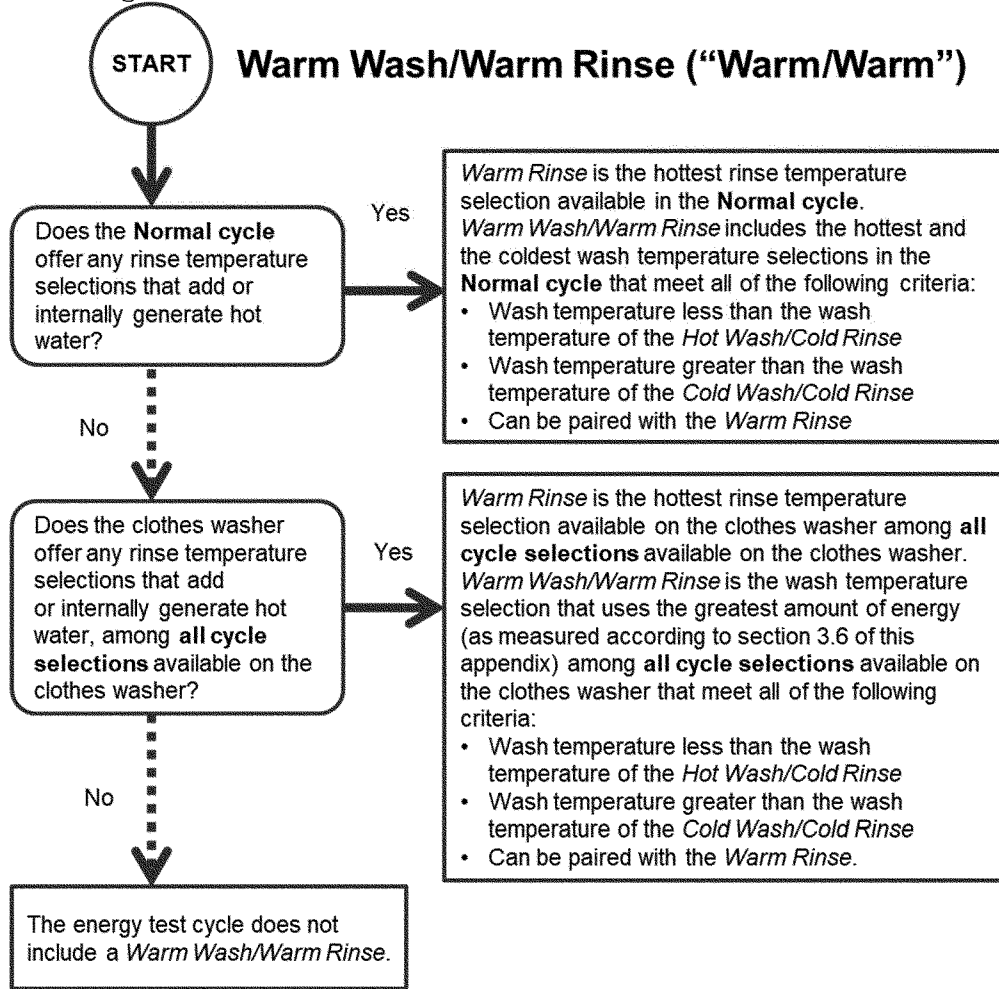 START
Warm Wash/Warm Rinse (“Warm/Warm”)
Does the Normal cycle
offer any rinse temperature
selections that add or
internally generate hot
water?
Yes
Warm Rinse is the hottest rinse temperature
selection available in the Normal cycle.
Warm Wash/Warm Rinse includes the hottest and
the coldest wash temperature selections in the
Normal cycle that meet all of the following criteria:
• Wash temperature less than the wash
temperature of the Hot Wash/Cold Rinse
• Wash temperature greater than the wash
temperature of the Cold Wash/Cold Rinse
• Can be paired with the Warm Rinse
No
Does the clothes washer
offer any rinse temperature
selections that add
or internally generate hot
water, among all cycle
selections available on the
clothes washer?
Yes
Warm Rinse is the hottest rinse temperature
selection available on the clothes washer among all
cycle selections available on the clothes washer.
Warm Wash/Warm Rinse is the wash temperature
selection that uses the greatest amount of energy
(as measured according to section 3.6 of this
appendix) among all cycle selections available on
the clothes washer that meet all of the following
criteria:
• Wash temperature less than the wash
temperature of the Hot Wash/Cold Rinse
• Wash temperature greater than the wash
temperature of the Cold Wash/Cold Rinse
• Can be paired with the Warm Rinse.
No
The energy test cycle does not
include a Warm Wash/Warm Rinse.